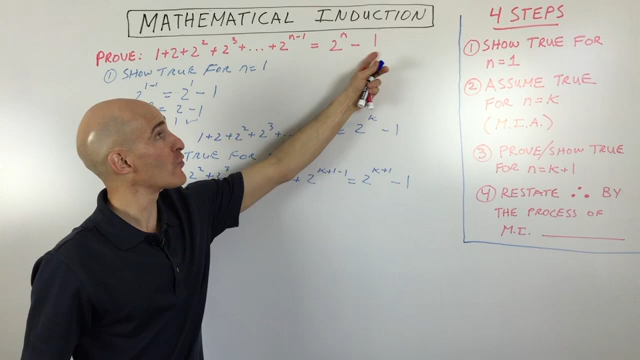 MATHEMATICAL INDUCTION
PROVE: 1+2+2²+2³+...+2ⁿ⁻¹ = 2ⁿ - 1
① SHOW TRUE FOR n=1
2¹⁻¹ = 2¹ - 1
= 2 - 1
1 ✓
1+2+2²+2³+.. = 2ᵏ - 1
TRUE FOR
2²+2³ + 2ᵏ⁺¹⁻¹ = 2ᵏ⁺¹ - 1
4 STEPS
① SHOW TRUE FOR
n=1
② ASSUME TRUE
FOR n=K
(M.I.A.)
③ PROVE/SHOW TRUE
FOR n=K+1
④ RESTATE ∴ BY
THE PROCESS OF
M.I. ________